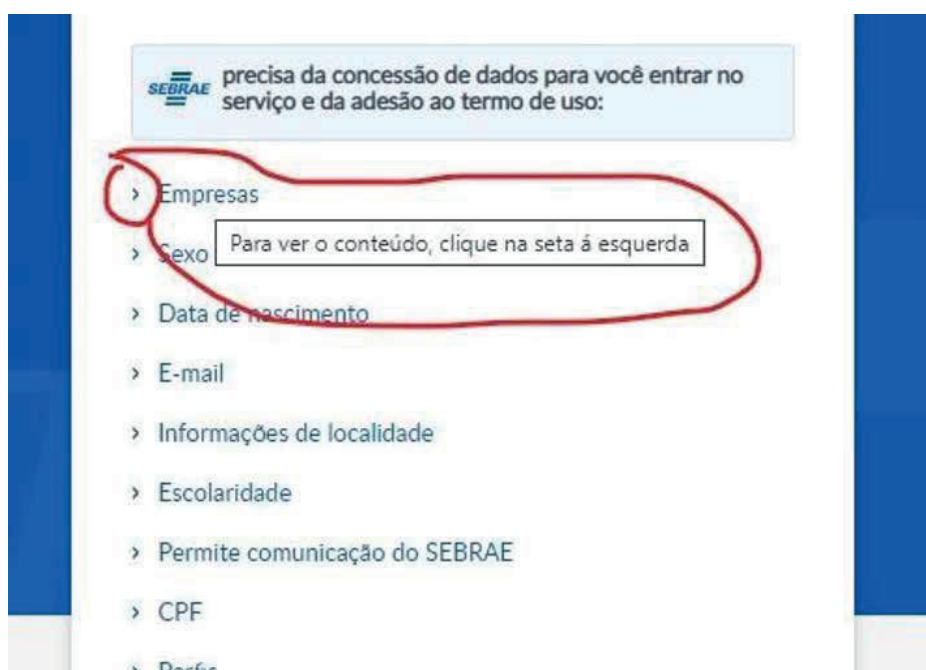 SEBRAE precisa da concessão de dados para você entrar no
serviço e da adesão ao termo de uso:
Empresas
Sexo
Para ver o conteúdo, clique na seta á esquerda
Data de nascimento
E-mail
Informações de localidade
Escolaridade
Permite comunicação do SEBRAE
CPF